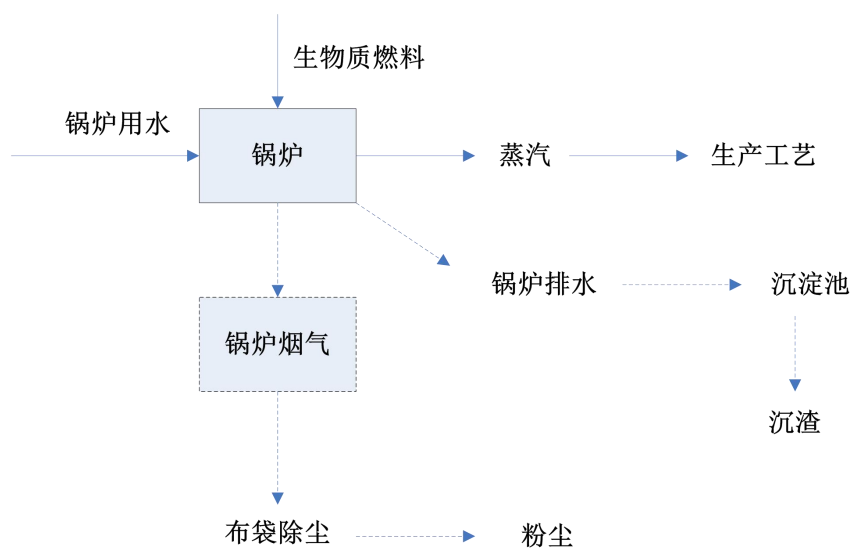 生物质燃料
锅炉用水
锅炉
蒸汽
生产工艺
锅炉排水
沉淀池
锅炉烟气
沉渣
布袋除尘
粉尘